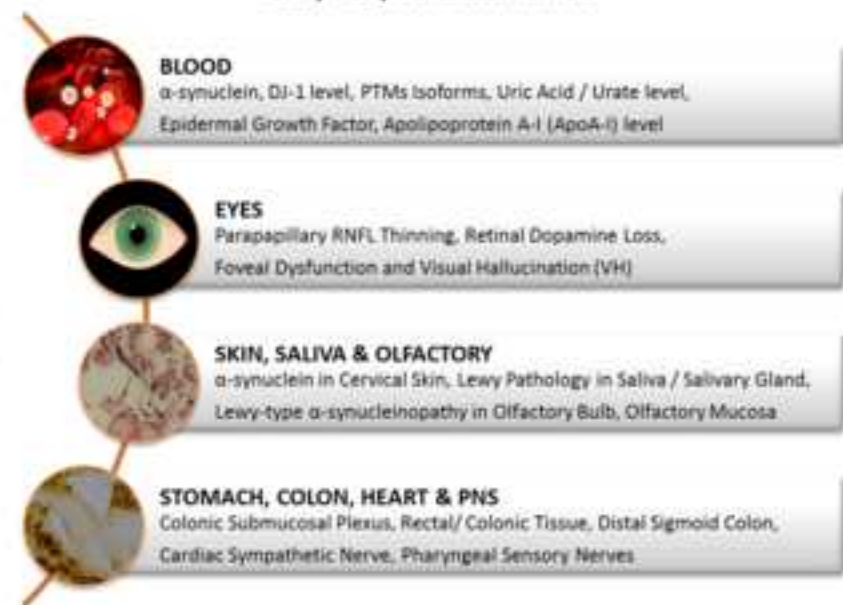 BLOOD
α-synuclein, DJ-1 level, PTMs Isoforms, Uric Acid / Urate level,
Epidermal Growth Factor, Apolipoprotein A-I (ApoA-I) level
EYES
Parapapillary RNFL Thinning, Retinal Dopamine Loss,
Foveal Dysfunction and Visual Hallucination (VH)
SKIN, SALIVA & OLFACTORY
α-synuclein in Cervical Skin, Lewy Pathology in Saliva / Salivary Gland,
Lewy-type α-synucleinopathy in Olfactory Bulb, Olfactory Mucosa
STOMACH, COLON, HEART & PNS
Colonic Submucosal Plexus, Rectal/ Colonic Tissue, Distal Sigmoid Colon,
Cardiac Sympathetic Nerve, Pharyngeal Sensory Nerves